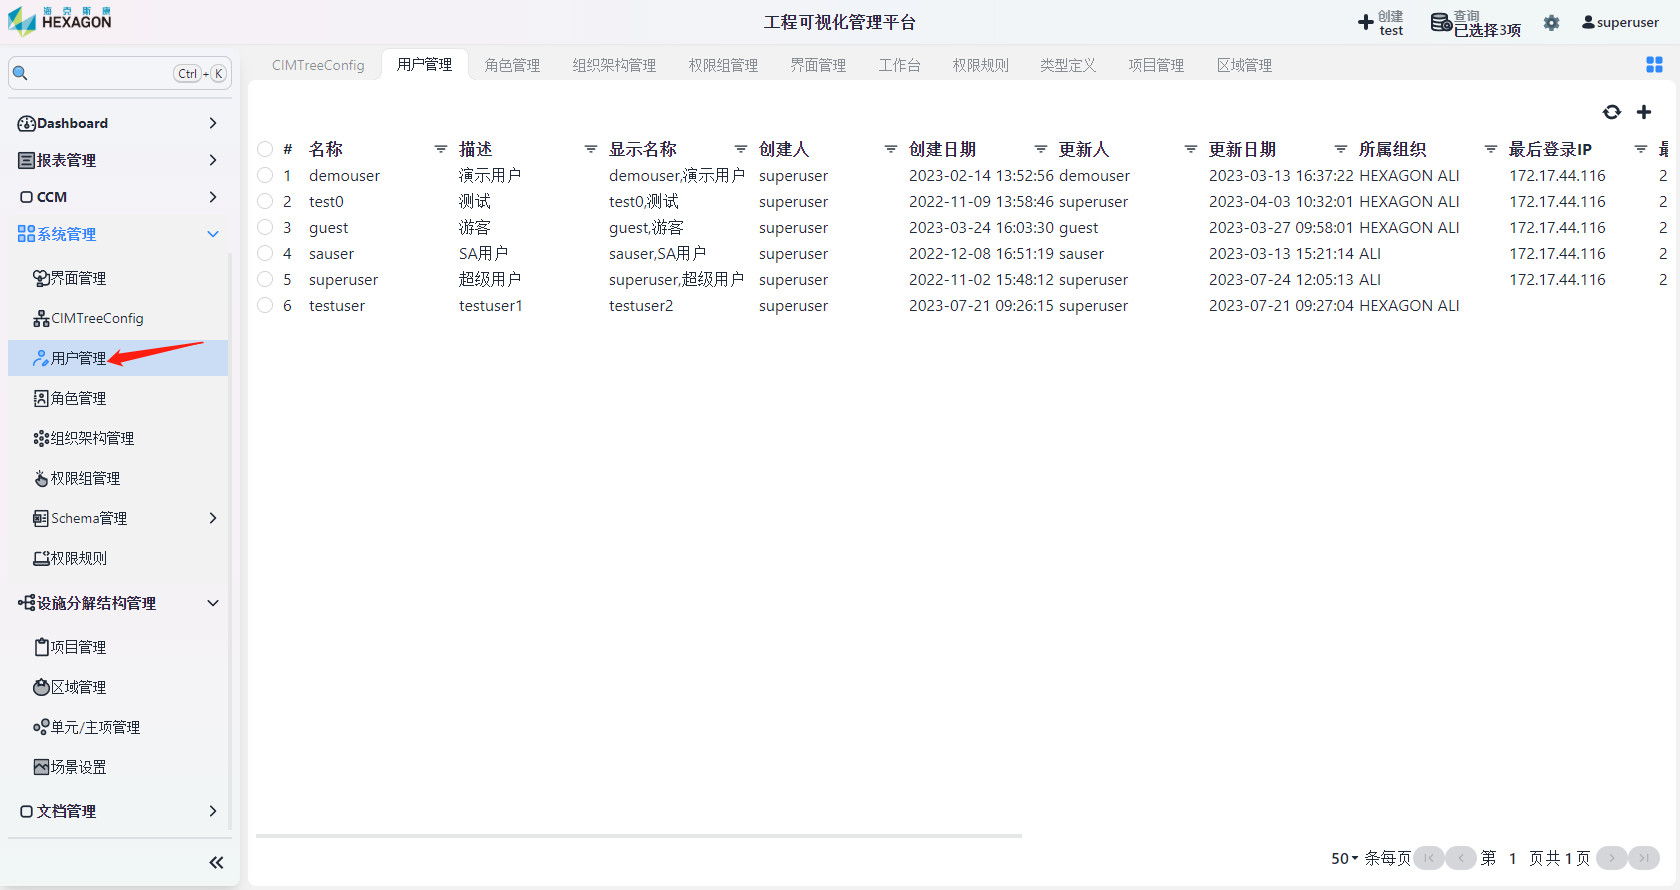 海克斯康
HEXAGON
工程可视化管理平台
创建
test
查询
已选择3项
superuser
Ctrl + K
CIMTreeConfig 用户管理 角色管理 组织架构管理 权限组管理 界面管理 工作台 权限规则 类型定义 项目管理 区域管理
Dashboard
报表管理
CCM
系统管理
界面管理
CIMTreeConfig
用户管理
角色管理
组织架构管理
权限组管理
Schema管理
权限规则
设施分解结构管理
项目管理
区域管理
单元/主项管理
场景设置
文档管理
# 名称 描述 显示名称 创建人 创建日期 更新人 更新日期 所属组织 最后登录IP
1 demouser 演示用户 demouser,演示用户 superuser 2023-02-14 13:52:56 demouser 2023-03-13 16:37:22 HEXAGON ALI 172.17.44.116 2
2 test0 测试 test0,测试 superuser 2022-11-09 13:58:46 superuser 2023-04-03 10:32:01 HEXAGON ALI 172.17.44.116 2
3 guest 游客 guest,游客 superuser 2023-03-24 16:03:30 guest 2023-03-27 09:58:01 HEXAGON ALI 172.17.44.116 2
4 sauser SA用户 sauser,SA用户 superuser 2022-12-08 16:51:19 sauser 2023-03-13 15:21:14 ALI 172.17.44.116 2
5 superuser 超级用户 superuser,超级用户 superuser 2022-11-02 15:48:12 superuser 2023-07-24 12:05:13 ALI 172.17.44.116 2
6 testuser testuser1 testuser2 superuser 2023-07-21 09:26:15 superuser 2023-07-21 09:27:04 HEXAGON ALI
50 条每页 第 1 页共 1 页